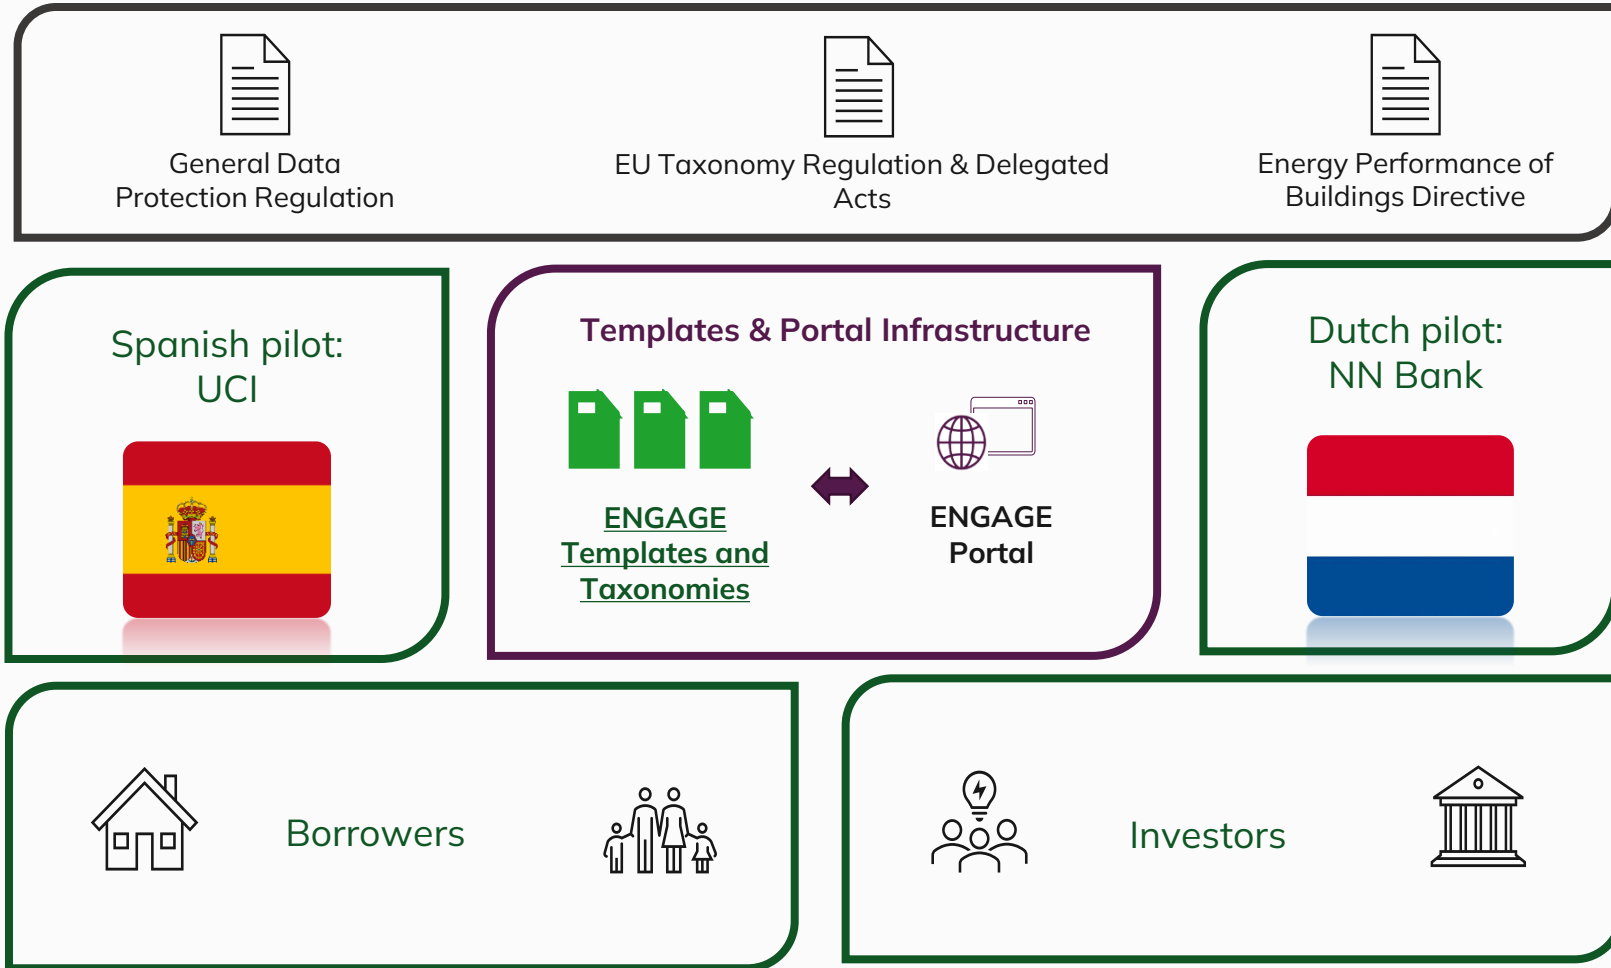 General Data
Protection Regulation
EU Taxonomy Regulation & Delegated
Acts
Energy Performance of
Buildings Directive
Spanish pilot:
UCI
Templates & Portal Infrastructure
ENGAGE
Templates and
Taxonomies
ENGAGE
Portal
Dutch pilot:
NN Bank
Borrowers
Investors